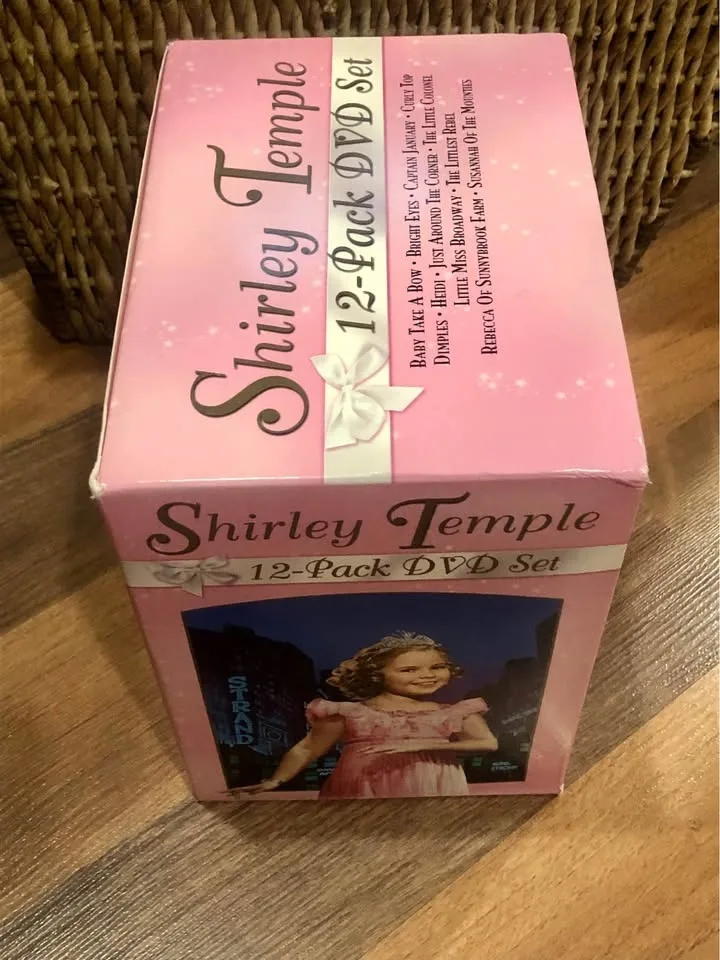 Shirley Temple
12-Pack DVD Set
Baby Take A Bow • Bright Eyes • Captain January • Curly Top
Dimples • Heidi • Just Around The Corner • The Little Colonel
Little Miss Broadway • The Littlest Rebel
Rebecca Of Sunnybrook Farm • Susannah Of The Mounties
Shirley Temple
12-Pack DVD Set
STRAND